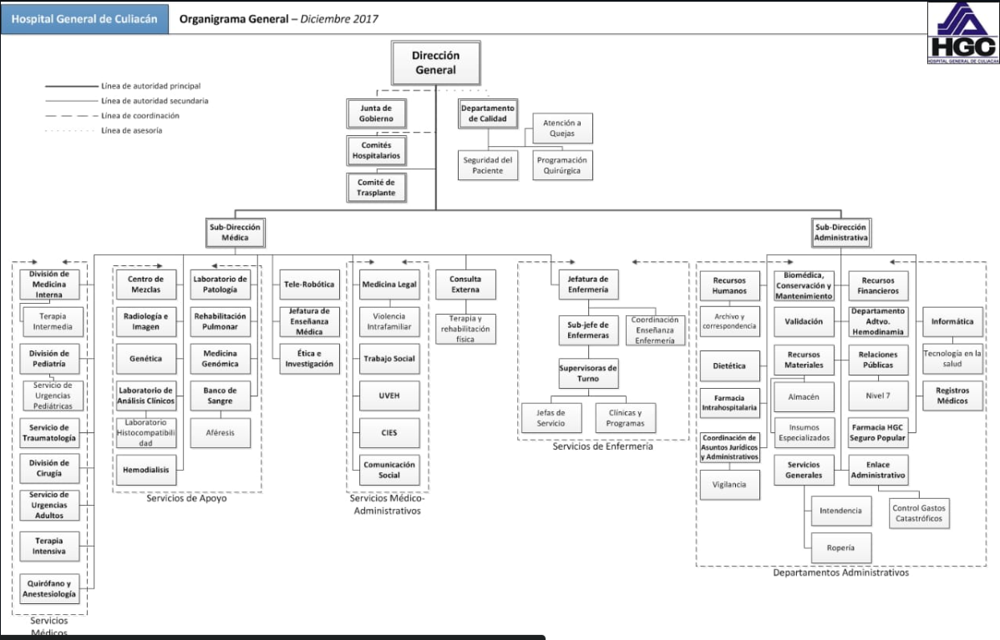 Hospital General de Culiacán
Organigrama General – Diciembre 2017
HGC
HOSPITAL GENERAL DE CULIACÁN
Dirección
General
Línea de autoridad principal
Línea de autoridad secundaria
Línea de coordinación
Línea de asesoría
Junta de
Gobierno
Departamento
de Calidad
Atención a
Quejas
Comités
Hospitalarios
Seguridad del
Paciente
Programación
Quirúrgica
Comité de
Trasplante
Sub-Dirección
Médica
Sub-Dirección
Administrativa
División de
Medicina
Interna
Terapia
Intermedia
División de
Pediatría
Servicio de
Urgencias
Pediátricas
Servicio de
Traumatología
División de
Cirugía
Servicio de
Urgencias
Adultos
Terapia
Intensiva
Quirófano y
Anestesiología
Servicios
Médicos
Centro de
Mezclas
Radiología e
Imagen
Genética
Laboratorio de
Análisis Clínicos
Laboratorio
Histocompatibili
dad
Hemodialisis
Laboratorio de
Patología
Rehabilitación
Pulmonar
Medicina
Genómica
Banco de
Sangre
Aféresis
Servicios de Apoyo
Tele-Robótica
Jefatura de
Enseñanza
Médica
Ética e
Investigación
Medicina Legal
Violencia
Intrafamiliar
Trabajo Social
UVEH
CIES
Comunicación
Social
Servicios Médico-
Administrativos
Consulta
Externa
Terapia y
rehabilitación
física
Jefatura de
Enfermería
Sub-jefe de
Enfermeras
Coordinación
Enseñanza
Enfermería
Supervisoras de
Turno
Jefas de
Servicio
Clínicas y
Programas
Servicios de Enfermería
Recursos
Humanos
Archivo y
correspondencia
Dietética
Farmacia
Intrahospitalaria
Coordinación de
Asuntos Jurídicos
y Administrativos
Vigilancia
Biomédica,
Conservación y
Mantenimiento
Validación
Recursos
Materiales
Almacén
Insumos
Especializados
Servicios
Generales
Intendencia
Ropería
Recursos
Financieros
Departamento
Adtvo.
Hemodinamia
Relaciones
Públicas
Nivel 7
Farmacia HGC
Seguro Popular
Enlace
Administrativo
Control Gastos
Catastróficos
Informática
Tecnología en la
salud
Registros
Médicos
Departamentos Administrativos